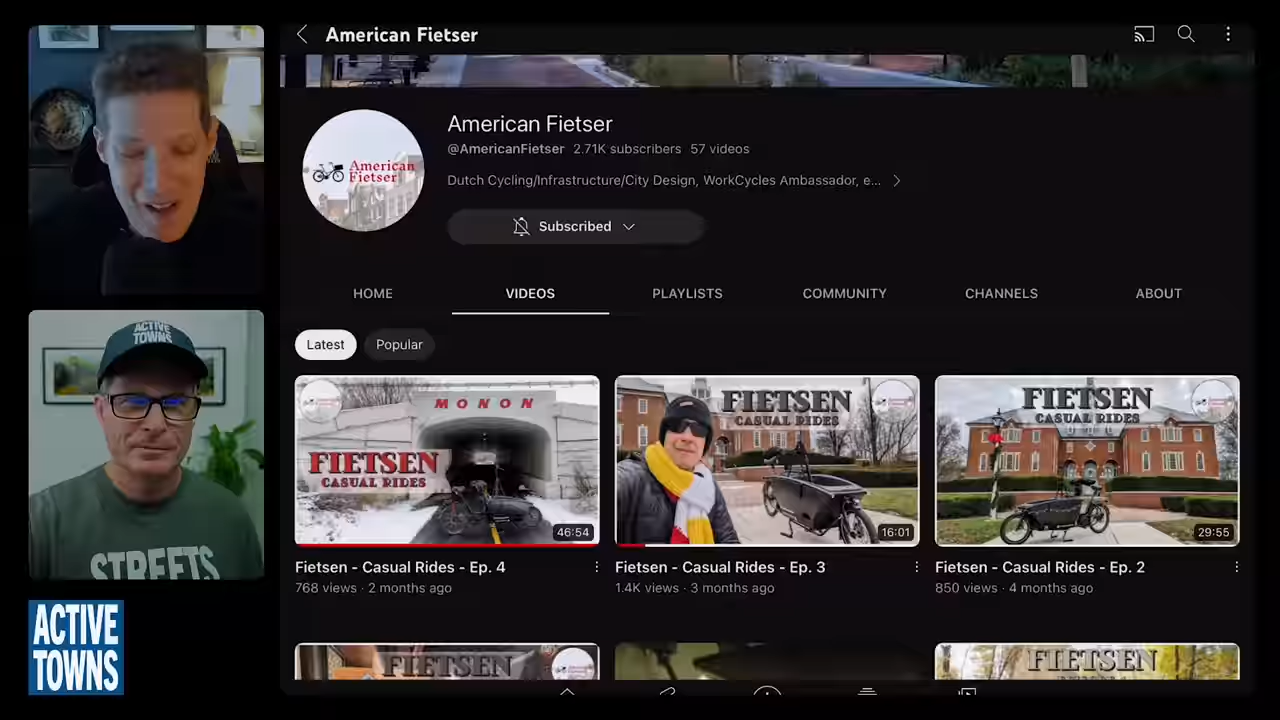 American Fietser
American Fietser
@AmericanFietser 2.71K subscribers 57 videos
Dutch Cycling/Infrastructure/City Design, WorkCycles Ambassador, e...
American
Fietser
Subscribed
HOME VIDEOS PLAYLISTS COMMUNITY CHANNELS ABOUT
Latest Popular
MONON
FIETSEN
CASUAL RIDES
46:54
FIETSEN
CASUAL RIDES
16:01
FIETSEN
CASUAL RIDES
29:55
Fietsen - Casual Rides - Ep. 4
768 views · 2 months ago
Fietsen - Casual Rides - Ep. 3
1.4K views · 3 months ago
Fietsen - Casual Rides - Ep. 2
850 views · 4 months ago
FIETSEN
FIETSEN
ACTIVE
TOWNS
STREETS
ACTIVE
TOWNS